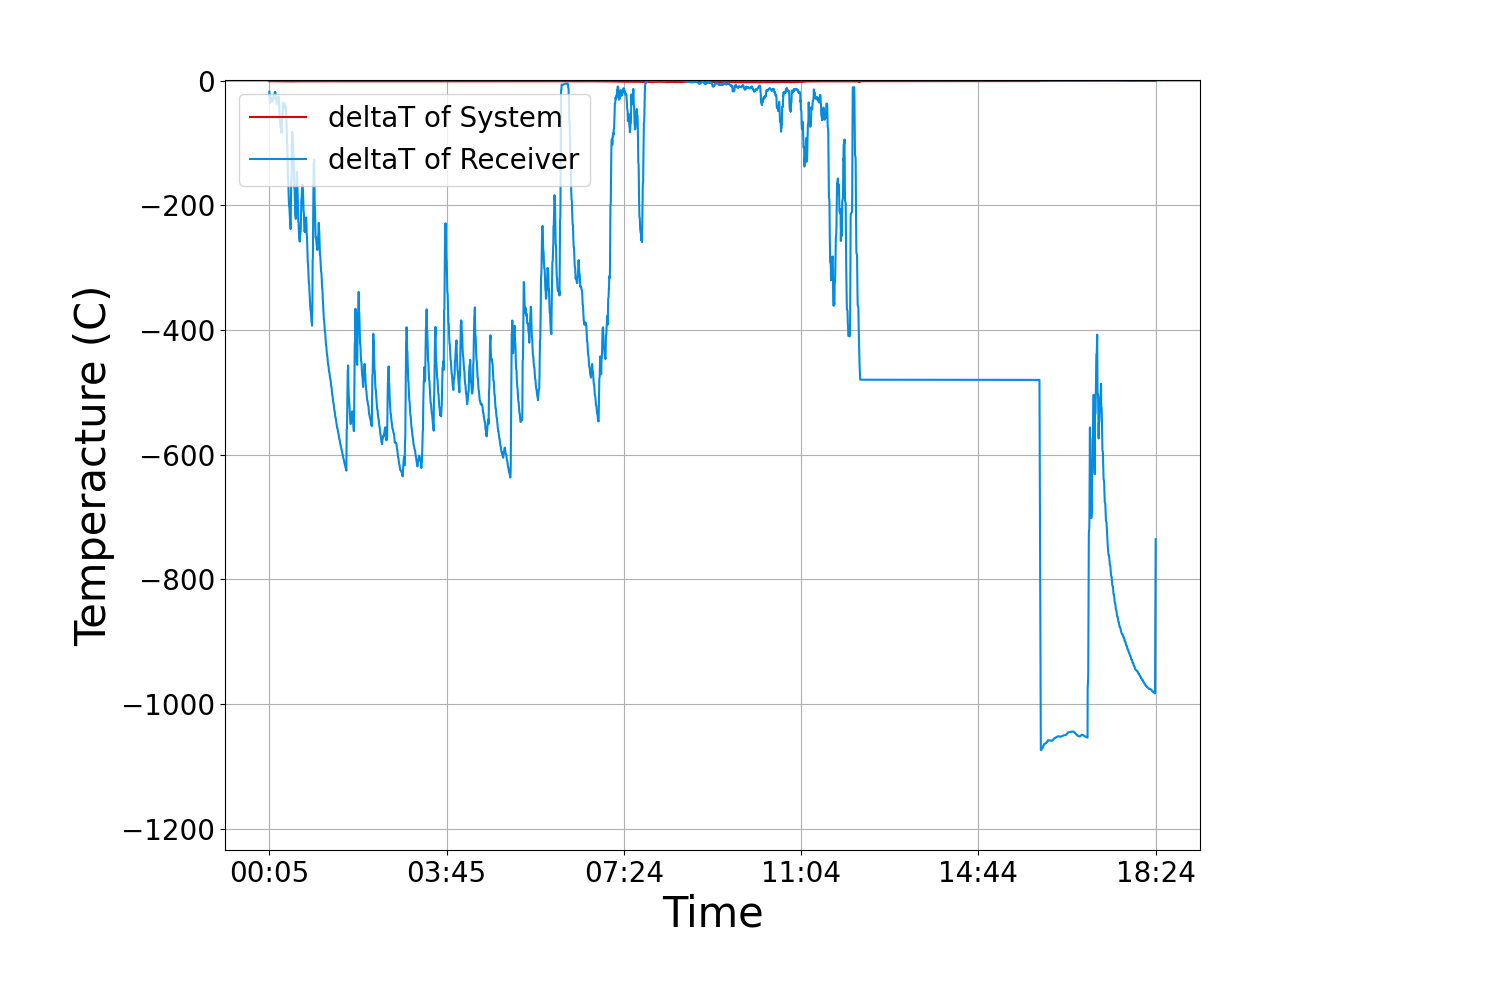 0
−200
−400
−600
−800
−1000
−1200
Temperacture (C)
deltaT of System
deltaT of Receiver
00:05 03:45 07:24 11:04 14:44 18:24
Time